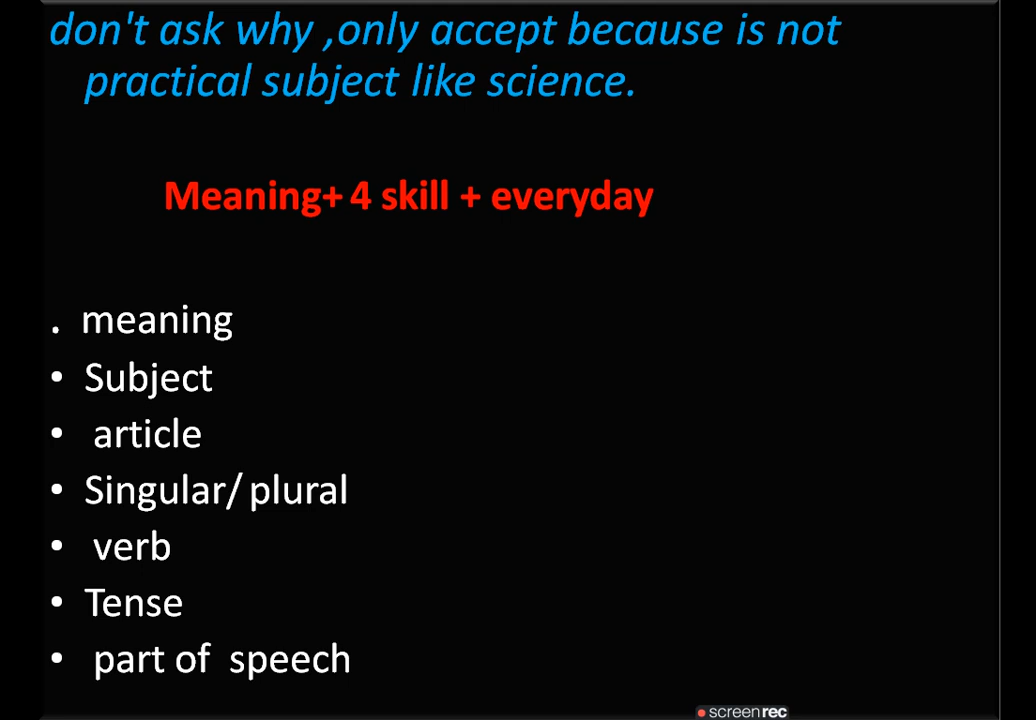 don't ask why ,only accept because is not
practical subject like science.
Meaning+ 4 skill + everyday
. meaning
• Subject
• article
• Singular/ plural
• verb
• Tense
• part of speech
screenrec